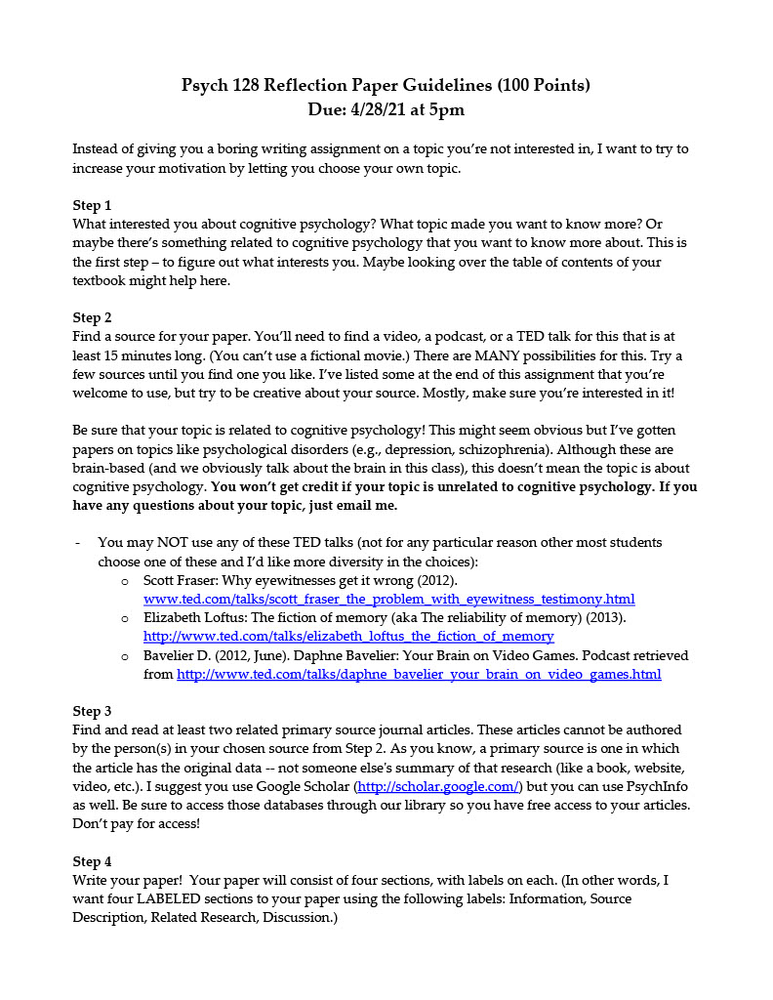 Psych 128 Reflection Paper Guidelines (100 Points)
Due: 4/28/21 at 5pm
Instead of giving you a boring writing assignment on a topic you're not interested in, I want to try to
increase your motivation by letting you choose your own topic.
Step 1
What interested you about cognitive psychology? What topic made you want to know more? Or
maybe there's something related to cognitive psychology that you want to know more about. This is
the first step – to figure out what interests you. Maybe looking over the table of contents of your
textbook might help here.
Step 2
Find a source for your paper. You'll need to find a video, a podcast, or a TED talk for this that is at
least 15 minutes long. (You can't use a fictional movie.) There are MANY possibilities for this. Try a
few sources until you find one you like. I've listed some at the end of this assignment that you're
welcome to use, but try to be creative about your source. Mostly, make sure you're interested in it!
Be sure that your topic is related to cognitive psychology! This might seem obvious but I've gotten
papers on topics like psychological disorders (e.g., depression, schizophrenia). Although these are
brain-based (and we obviously talk about the brain in this class), this doesn't mean the topic is about
cognitive psychology. You won't get credit if your topic is unrelated to cognitive psychology. If you
have any questions about your topic, just email me.
- You may NOT use any of these TED talks (not for any particular reason other most students
choose one of these and I'd like more diversity in the choices):
o Scott Fraser: Why eyewitnesses get it wrong (2012).
www.ted.com/talks/scott_fraser_the_problem_with_eyewitness_testimony.html
o Elizabeth Loftus: The fiction of memory (aka The reliability of memory) (2013).
http://www.ted.com/talks/elizabeth_loftus_the_fiction_of_memory
o Bavelier D. (2012, June). Daphne Bavelier: Your Brain on Video Games. Podcast retrieved
from http://www.ted.com/talks/daphne_bavelier_your_brain_on_video_games.html
Step 3
Find and read at least two related primary source journal articles. These articles cannot be authored
by the person(s) in your chosen source from Step 2. As you know, a primary source is one in which
the article has the original data -- not someone else's summary of that research (like a book, website,
video, etc.). I suggest you use Google Scholar (http://scholar.google.com/) but you can use PsychInfo
as well. Be sure to access those databases through our library so you have free access to your articles.
Don't pay for access!
Step 4
Write your paper!  Your paper will consist of four sections, with labels on each. (In other words, I
want four LABELED sections to your paper using the following labels: Information, Source
Description, Related Research, Discussion.)